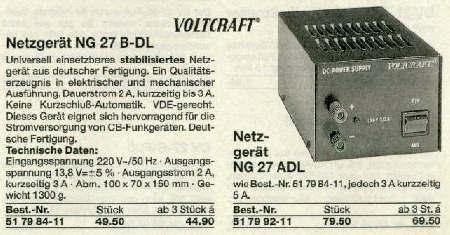 VOLTCRAFT®
Netzgerät NG 27 B-DL
Universell einsetzbares stabilisiertes Netz-
gerät aus deutscher Fertigung. Ein Qualitäts-
erzeugnis in elektrischer und mechanischer
Ausführung. Dauerstrom 2 A, kurzzeitig bis 3 A.
Keine Kurzschluß-Automatik. VDE-gerecht.
Dieses Gerät eignet sich hervorragend für die
Stromversorgung von CB-Funkgeräten. Deut-
sche Fertigung.
Technische Daten:
Eingangsspannung 220 V~/50 Hz · Ausgangs-
spannung 13,8 V=±5 % · Ausgangsstrom 2 A,
kurzzeitig 3 A · Abm. 100 x 70 x 150 mm · Ge-
wicht 1300 g.
Best.-Nr. Stück ab 3 Stück á
51 79 84-11 49.50 44.90
DC POWER SUPPLY VOLTCRAFT
Netz-
gerät
NG 27 ADL
wie Best.-Nr. 51 79 84-11, jedoch 3 A kurzzeitig
5 A.
Best.-Nr. Stück ab 3 St. á
51 79 92-11 79.50 69.50